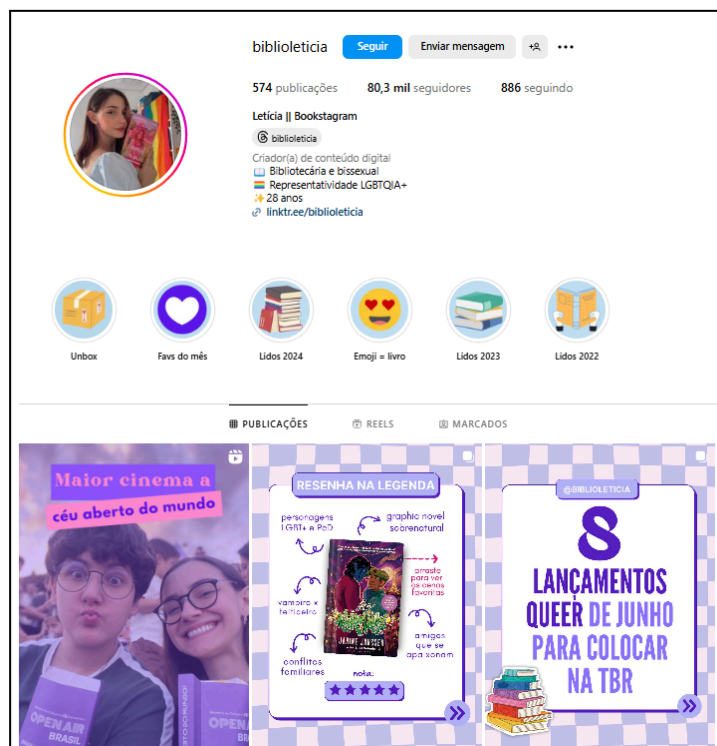 biblioleticia Seguir Enviar mensagem
574 publicações 80,3 mil seguidores 886 seguindo
Letícia || Bookstagram
biblioleticia
Criador(a) de conteúdo digital
📖 Bibliotecária e bissexual
🏳️‍🌈 Representatividade LGBTQIA+
✨28 anos
linktr.ee/biblioleticia
Unbox Favs do mês Lidos 2024 Emoji = livro Lidos 2023 Lidos 2022
PUBLICAÇÕES REELS MARCADOS
Maior cinema a
céu aberto do mundo
OPEN AIR
BRASIL
RESENHA NA LEGENDA
personagens
LGBT+ e PcD
graphic novel
sobrenatural
arraste
para ver
as cenas
favoritas
vampiro x
feiticeiro
amigos
que se
apaixonam
conflitos
familiares
nota:
@BIBLIOLETICIA
8
LANÇAMENTOS
QUEER DE JUNHO
PARA COLOCAR
NA TBR